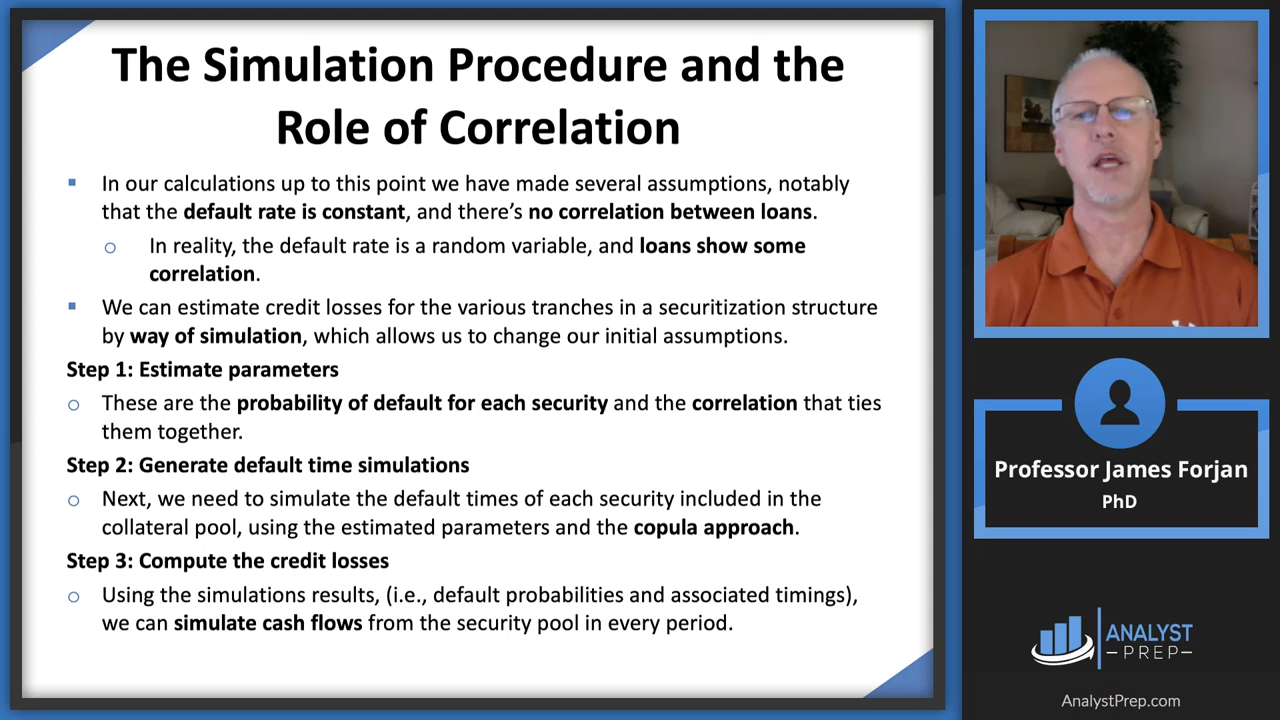 The Simulation Procedure and the
Role of Correlation
▪ In our calculations up to this point we have made several assumptions, notably
that the default rate is constant, and there's no correlation between loans.
o In reality, the default rate is a random variable, and loans show some
correlation.
▪ We can estimate credit losses for the various tranches in a securitization structure
by way of simulation, which allows us to change our initial assumptions.
Step 1: Estimate parameters
o These are the probability of default for each security and the correlation that ties
them together.
Step 2: Generate default time simulations
o Next, we need to simulate the default times of each security included in the
collateral pool, using the estimated parameters and the copula approach.
Step 3: Compute the credit losses
o Using the simulations results, (i.e., default probabilities and associated timings),
we can simulate cash flows from the security pool in every period.
Professor James Forjan
PhD
ANALYST
–PREP–
AnalystPrep.com